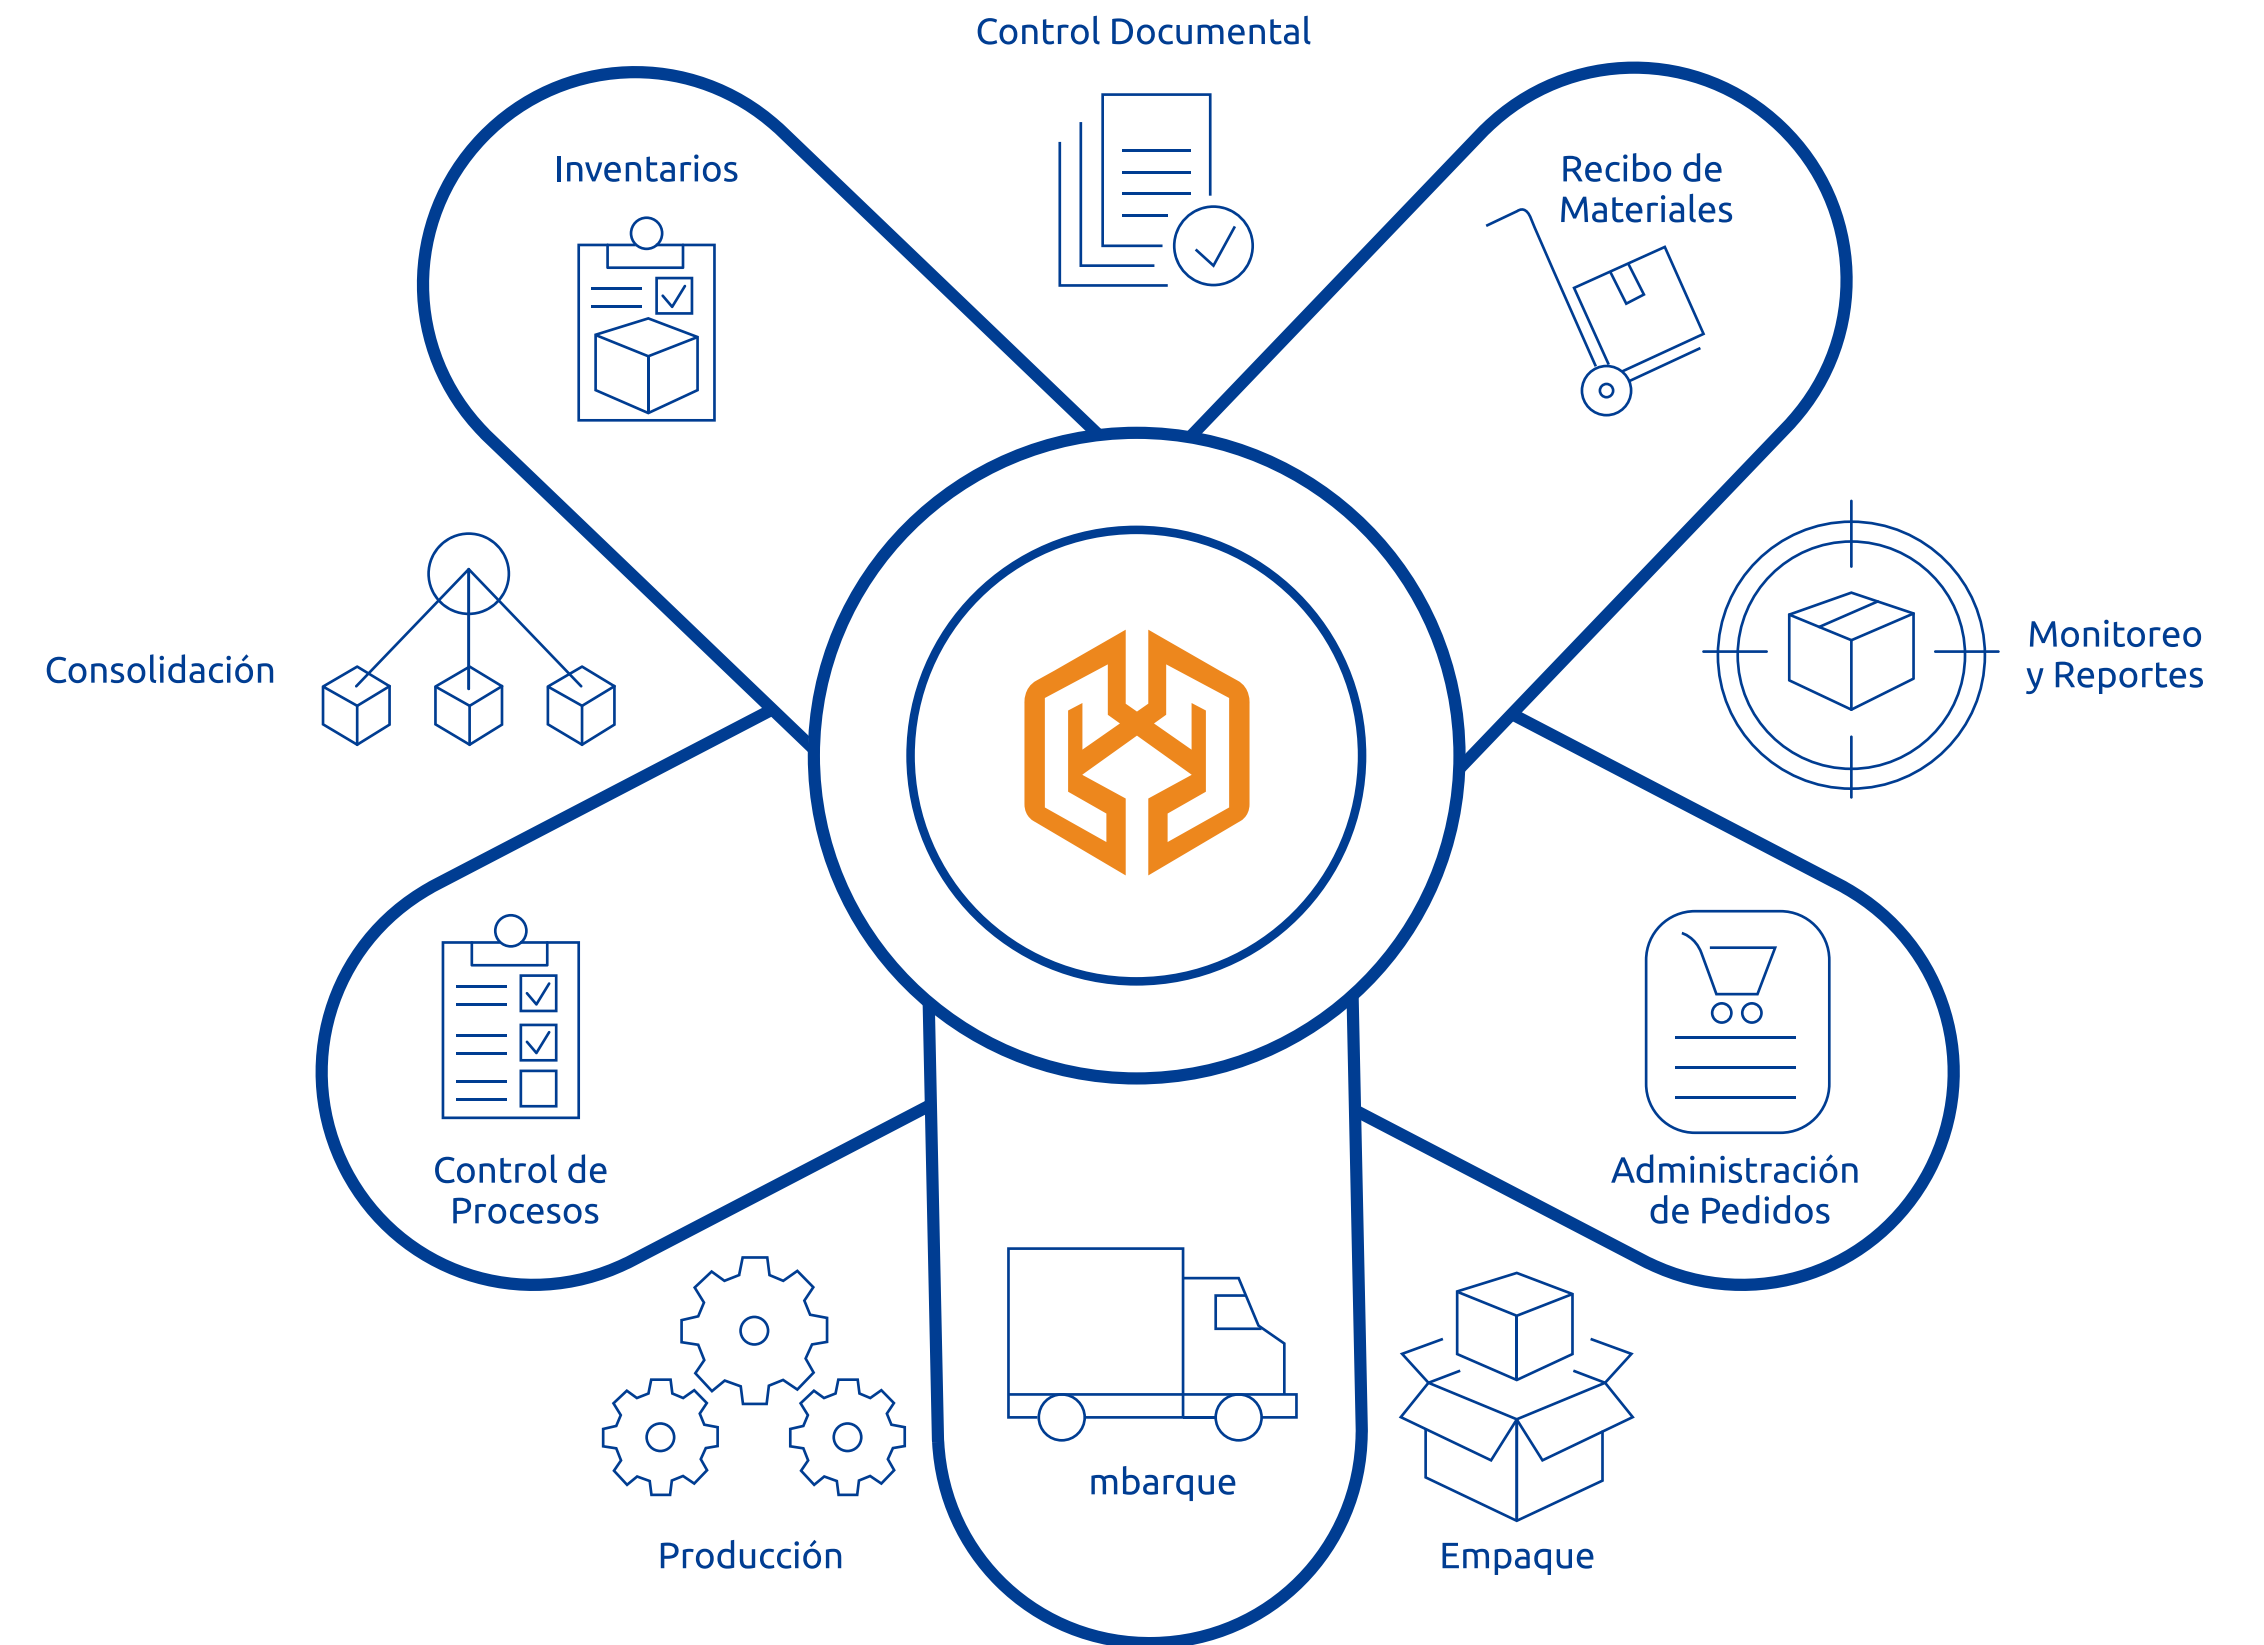 Control Documental
Inventarios
Recibo de
Materiales
Consolidación
Monitoreo
y Reportes
Control de
Procesos
Administración
de Pedidos
mbarque
Producción
Empaque